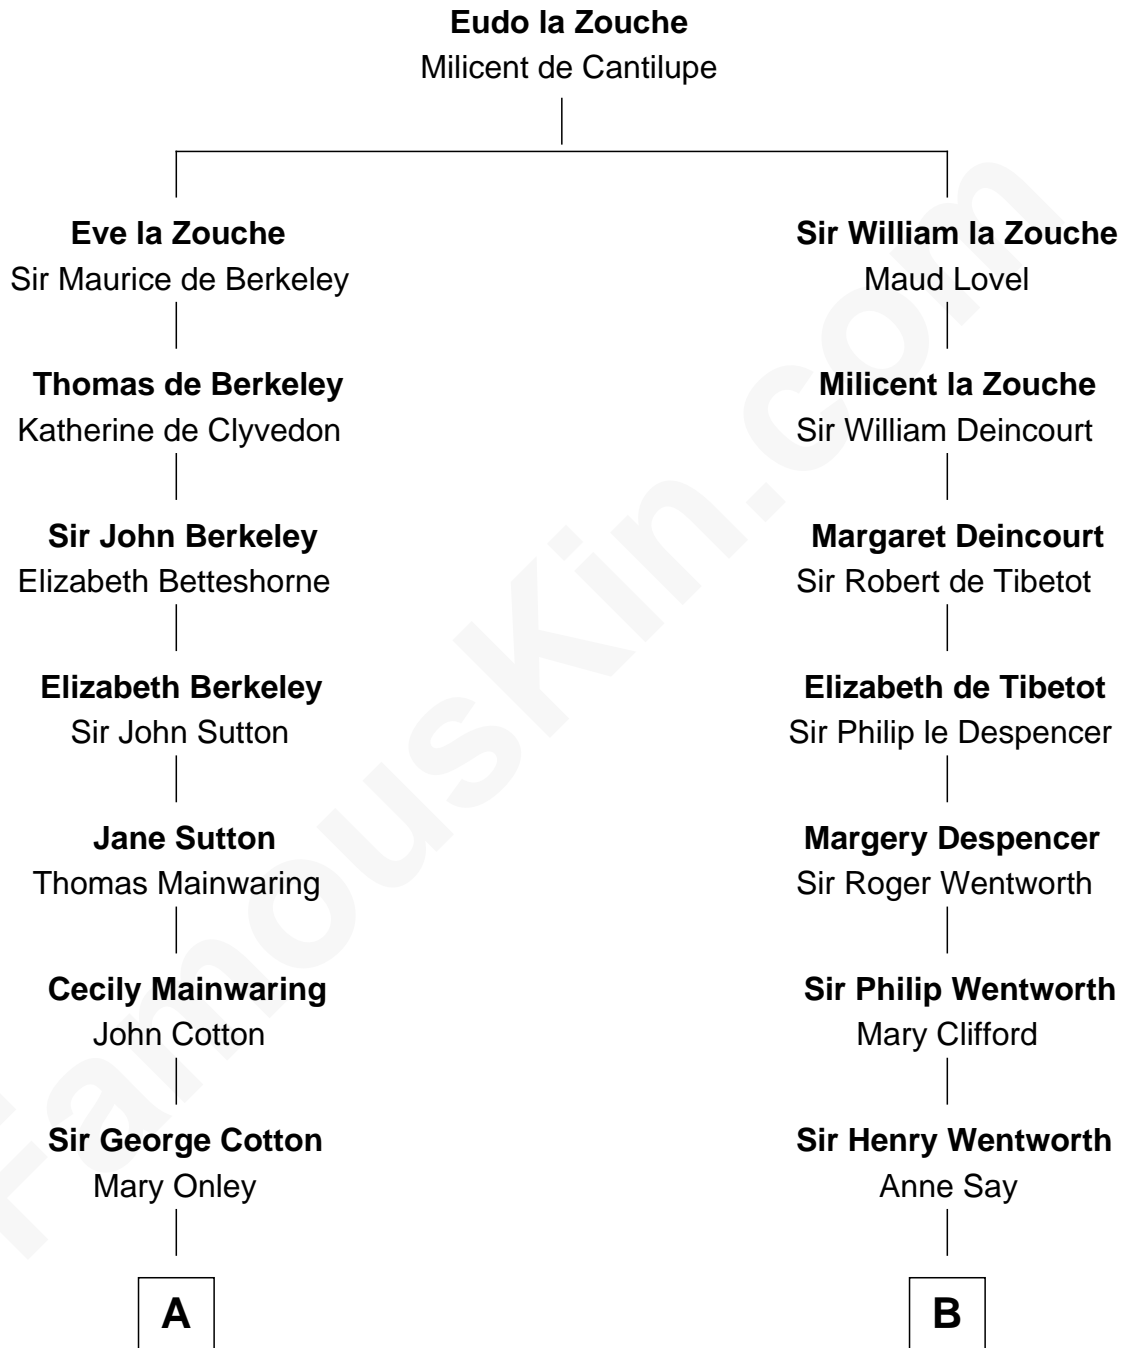 Eudo la Zouche
Milicent de Cantilupe
Eve la Zouche
Sir Maurice de Berkeley
Thomas de Berkeley
Katherine de Clyvedon
Sir John Berkeley
Elizabeth Betteshorne
Elizabeth Berkeley
Sir John Sutton
Jane Sutton
Thomas Mainwaring
Cecily Mainwaring
John Cotton
Sir George Cotton
Mary Onley
A
Sir William la Zouche
Maud Lovel
Milicent la Zouche
Sir William Deincourt
Margaret Deincourt
Sir Robert de Tibetot
Elizabeth de Tibetot
Sir Philip le Despencer
Margery Despencer
Sir Roger Wentworth
Sir Philip Wentworth
Mary Clifford
Sir Henry Wentworth
Anne Say
B
FamousKin.com